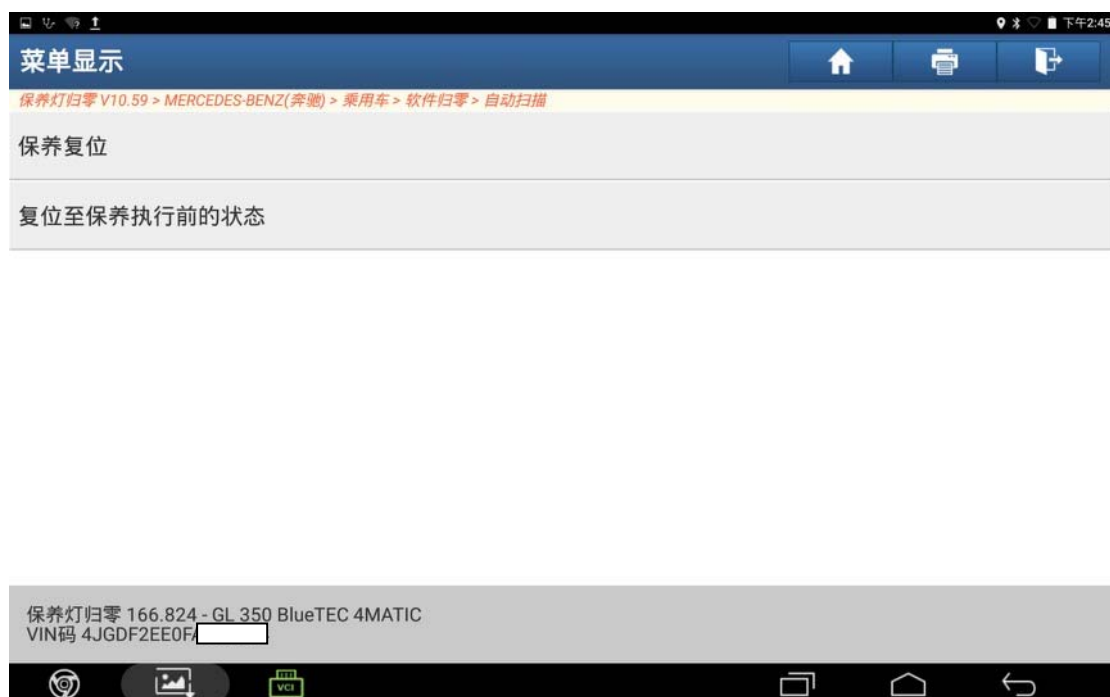 下午2:45
菜单显示
保养灯归零 V10.59 > MERCEDES-BENZ(奔驰) > 乘用车 > 软件归零 > 自动扫描
保养复位
复位至保养执行前的状态
保养灯归零 166.824 - GL 350 BlueTEC 4MATIC
VIN码 4JGDF2EE0FA
VCI